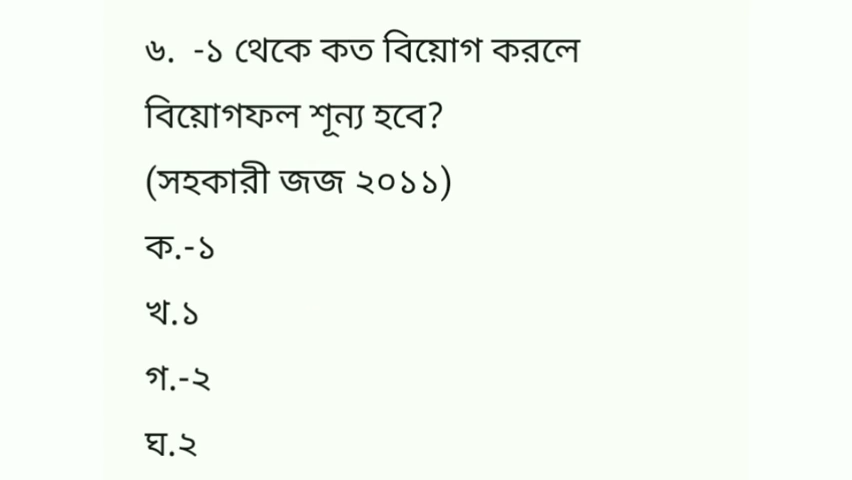 ৬. -১ থেকে কত বিয়োগ করলে
বিয়োগফল শূন্য হবে?
(সহকারী জজ ২০১১)
ক.-১
খ.১
গ.-২
ঘ.২